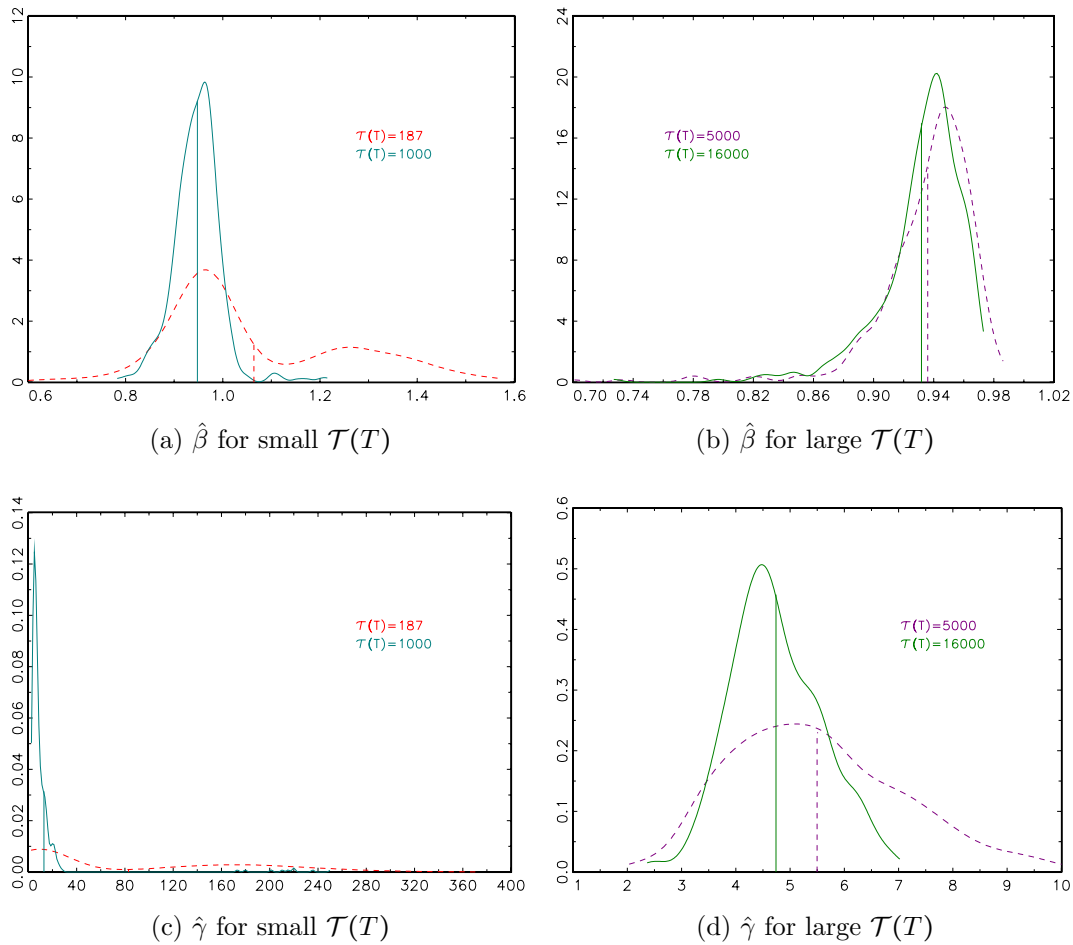 12
10
8
6
4
2
0
0.6 0.8 1.0 1.2 1.4 1.6
𝒯(T)=187
𝒯(T)=1000
(a) β̂ for small 𝒯(T)
24
20
16
12
8
4
0
0.70 0.74 0.78 0.82 0.86 0.90 0.94 0.98 1.02
𝒯(T)=5000
𝒯(T)=16000
(b) β̂ for large 𝒯(T)
0.14
0.12
0.10
0.08
0.06
0.04
0.02
0.00
0 40 80 120 160 200 240 280 320 360 400
𝒯(T)=187
𝒯(T)=1000
(c) γ̂ for small 𝒯(T)
0.6
0.5
0.4
0.3
0.2
0.1
0.0
1 2 3 4 5 6 7 8 9 10
𝒯(T)=5000
𝒯(T)=16000
(d) γ̂ for large 𝒯(T)